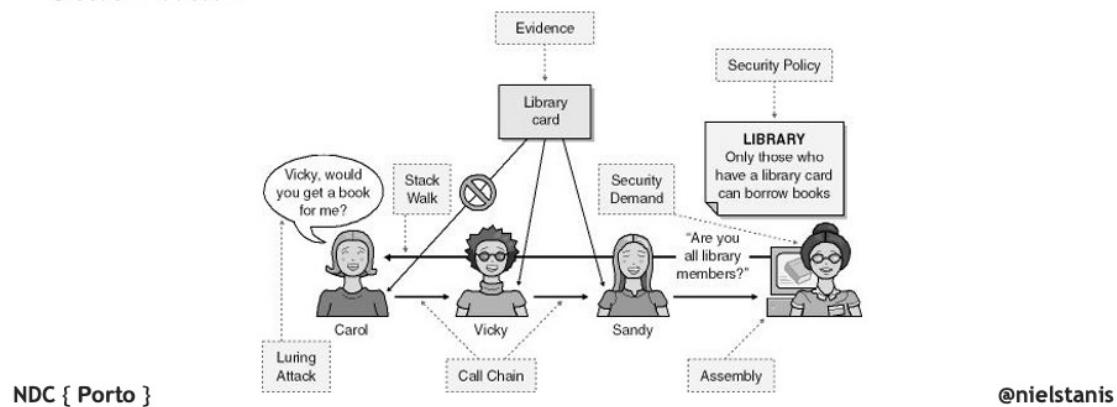 Evidence
Security Policy
Library
card
LIBRARY
Only those who
have a library card
can borrow books
Vicky, would
you get a book
for me?
Stack
Walk
Security
Demand
"Are you
all library
members?"
Carol
Vicky
Sandy
Luring
Attack
Call Chain
Assembly
NDC { Porto }
@nielstanis